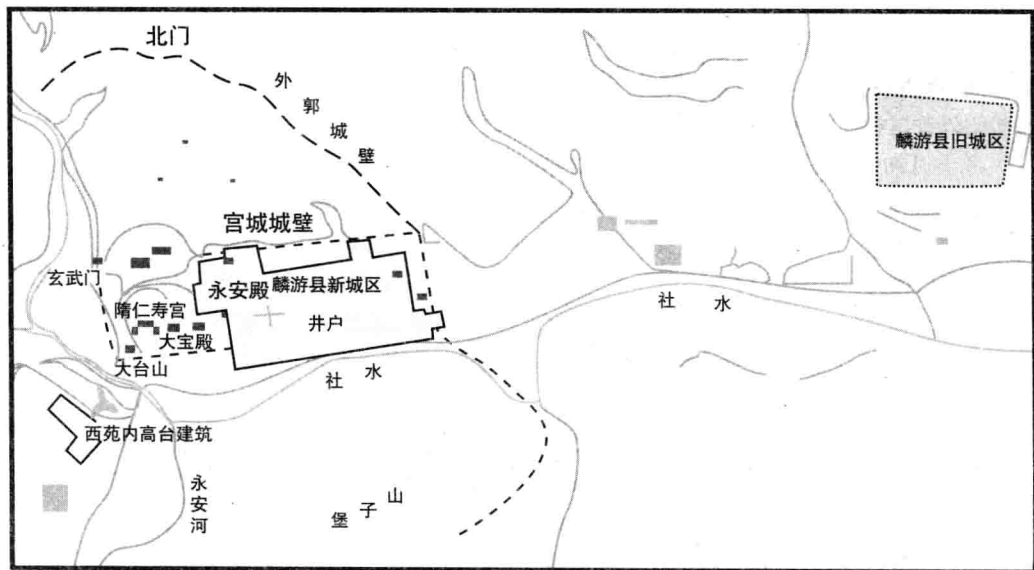 北门
外郭城壁
麟游县旧城区
宫城城壁
玄武门
永安殿
麟游县新城区
隋仁寿宫
井户
大宝殿
社水
大台山
社水
西苑内高台建筑
永安河
堡子山